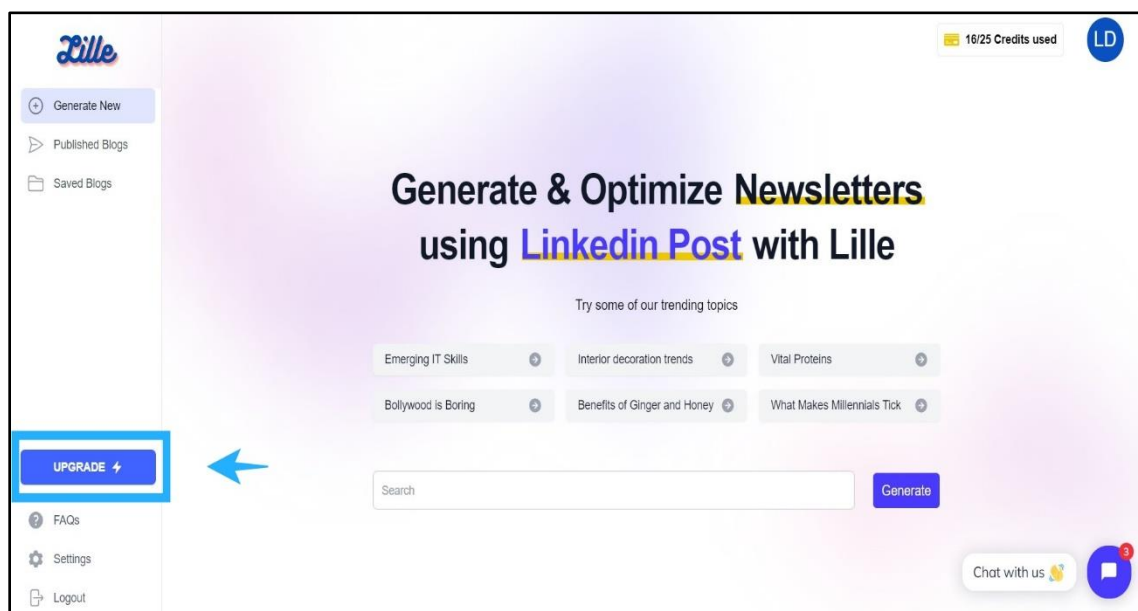 Lille
16/25 Credits used
LD
Generate New
Published Blogs
Saved Blogs
Generate & Optimize Newsletters
using Linkedin Post with Lille
Try some of our trending topics
Emerging IT Skills
Interior decoration trends
Vital Proteins
Bollywood is Boring
Benefits of Ginger and Honey
What Makes Millennials Tick
UPGRADE
Search
Generate
FAQs
Settings
Logout
Chat with us 👋
3